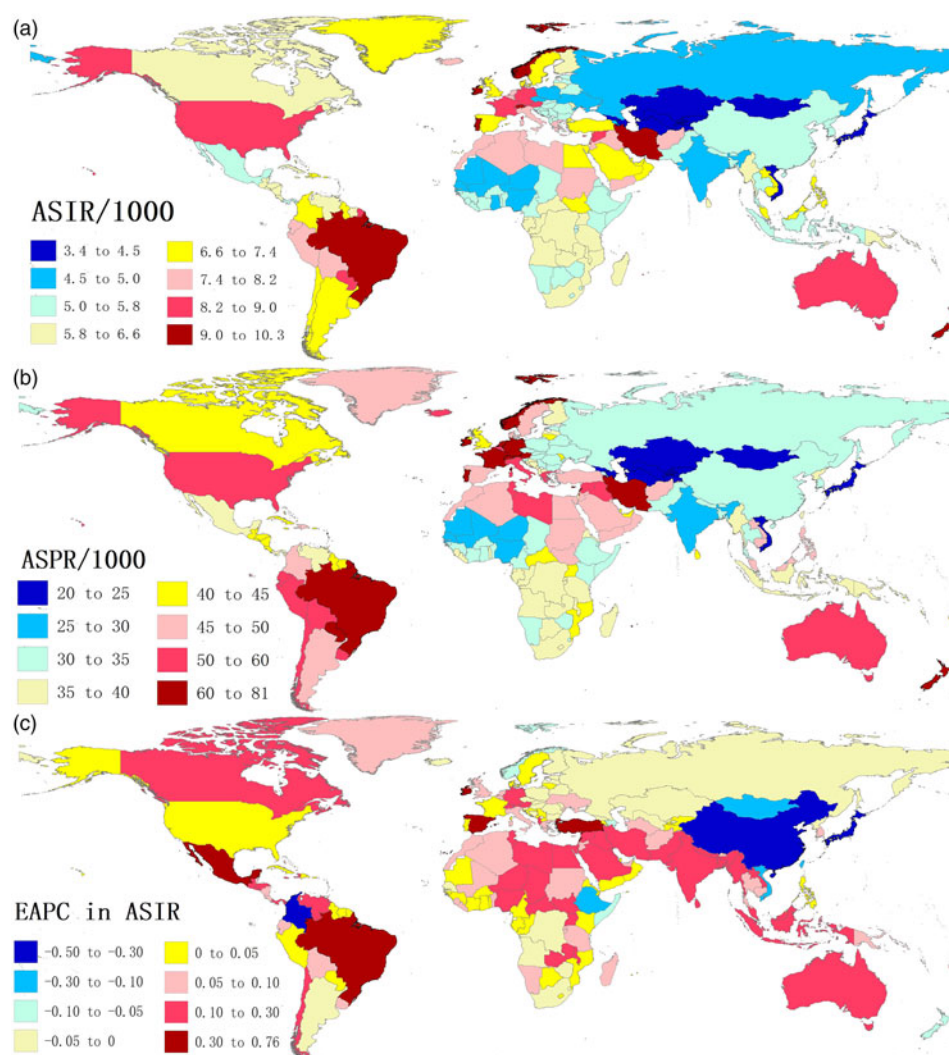 (a)
ASIR/1000
3.4 to 4.5 6.6 to 7.4
4.5 to 5.0 7.4 to 8.2
5.0 to 5.8 8.2 to 9.0
5.8 to 6.6 9.0 to 10.3
(b)
ASPR/1000
20 to 25 40 to 45
25 to 30 45 to 50
30 to 35 50 to 60
35 to 40 60 to 81
(c)
EAPC in ASIR
-0.50 to -0.30 0 to 0.05
-0.30 to -0.10 0.05 to 0.10
-0.10 to -0.05 0.10 to 0.30
-0.05 to 0 0.30 to 0.76